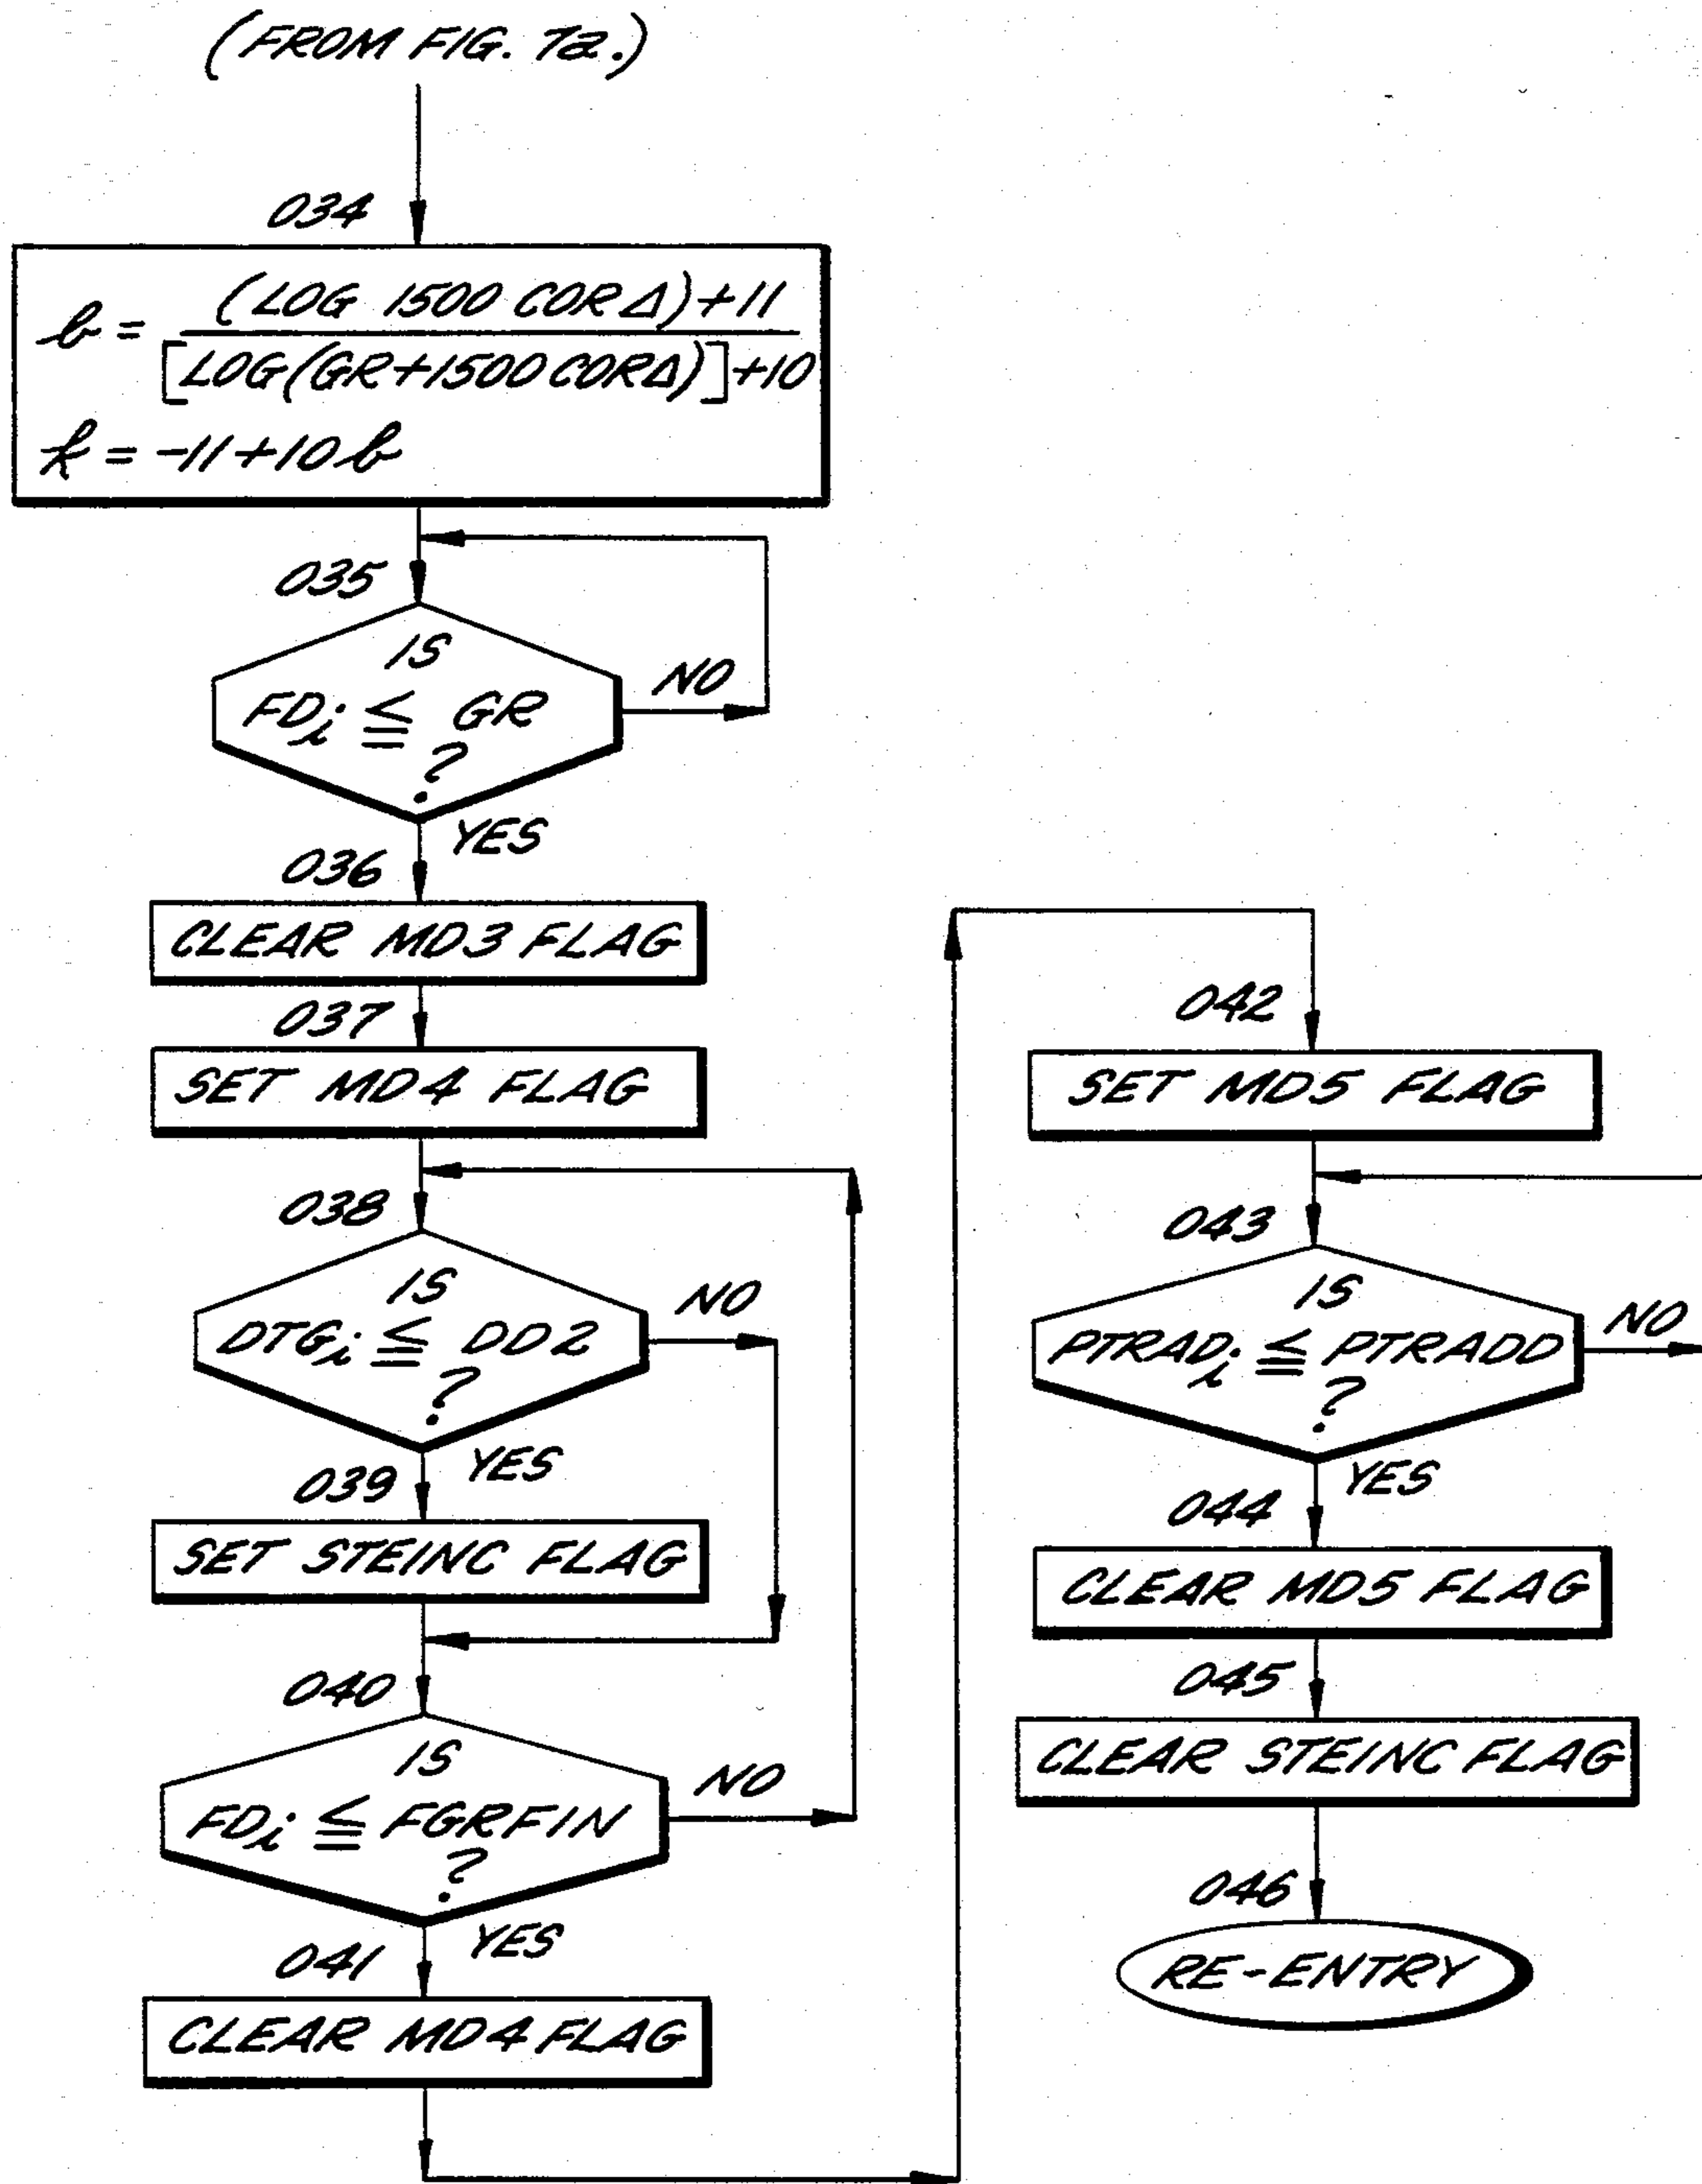 (FROM FIG. 7a.)
034
b = (LOG 1500 COR Δ)+11
[LOG(GR+1500 CORΔ)]+10
k = -11+10b
035
IS
FDi ≦ GR
?
NO
YES
036
CLEAR MD3 FLAG
037
SET MD4 FLAG
038
IS
DTGi ≦ DD2
?
NO
YES
039
SET STEINC FLAG
040
IS
FDi ≦ FGRFIN
?
NO
YES
041
CLEAR MD4 FLAG
042
SET MD5 FLAG
043
IS
PTRADi ≦ PTRADD
?
NO
YES
044
CLEAR MD5 FLAG
045
CLEAR STEINC FLAG
046
RE-ENTRY